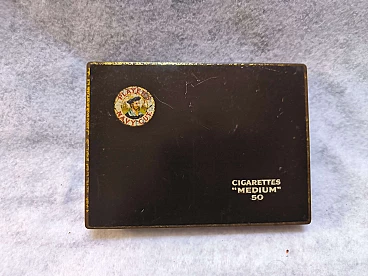 PLAYER'S
NAVY CUT
CIGARETTES
"MEDIUM"
50